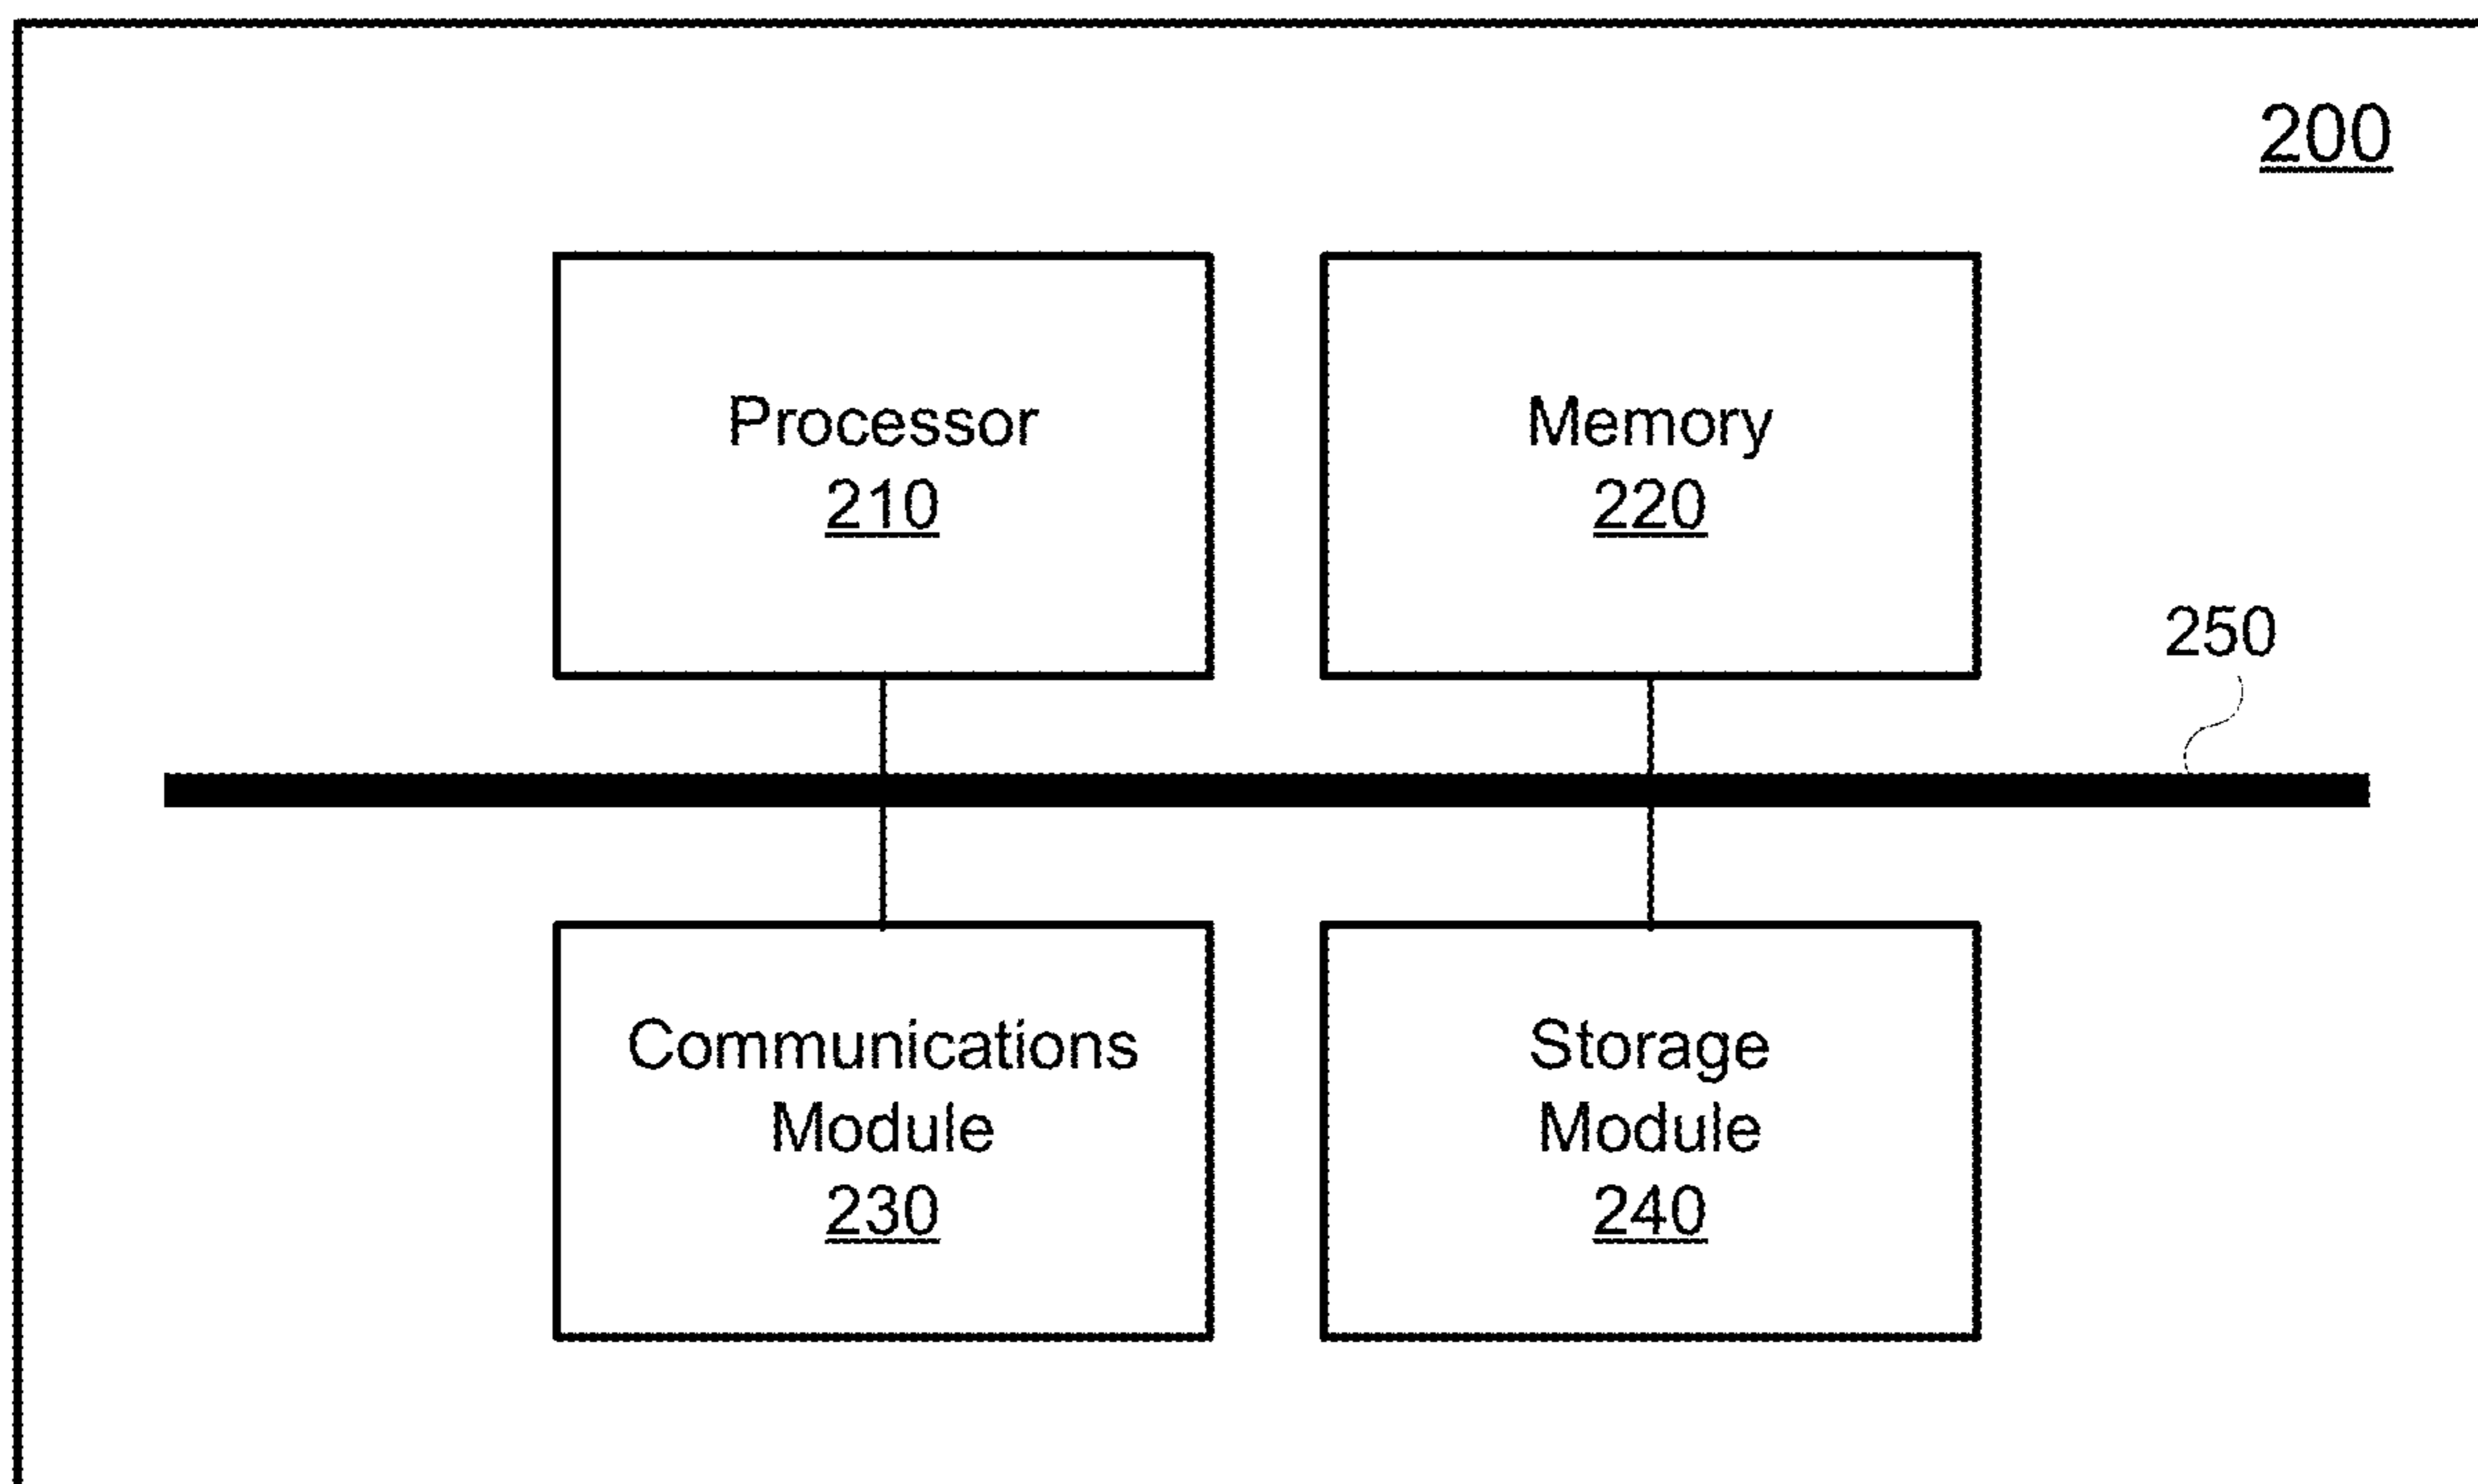 200
Processor
210
Memory
220
250
Communications
Module
230
Storage
Module
240